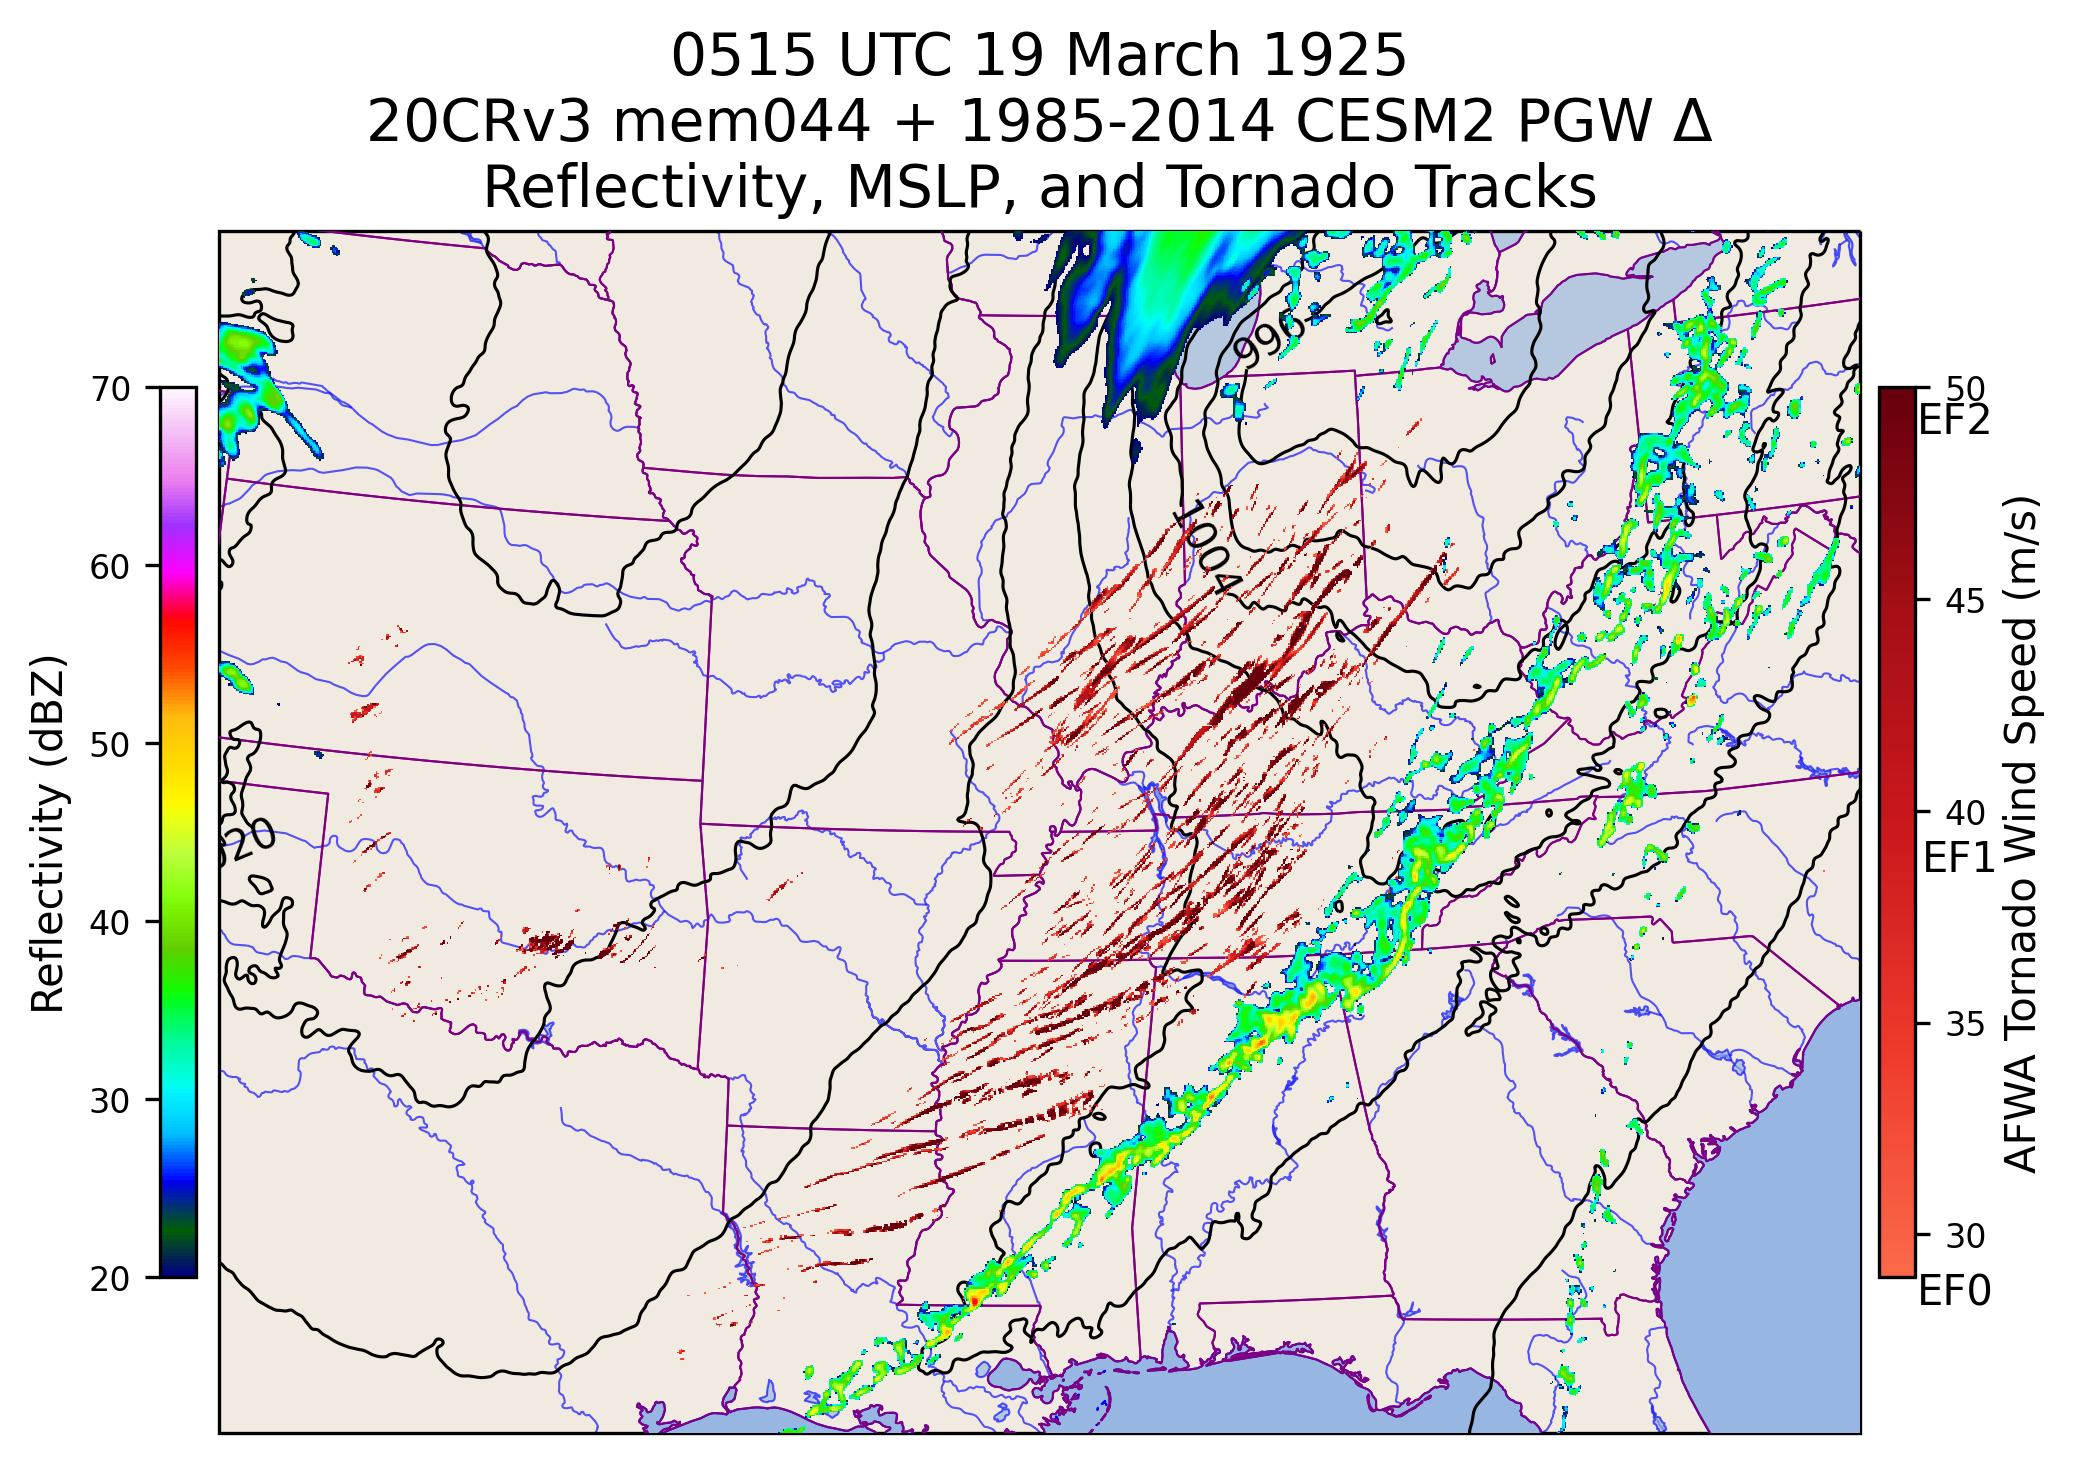 0515 UTC 19 March 1925
20CRv3 mem044 + 1985-2014 CESM2 PGW Δ
Reflectivity, MSLP, and Tornado Tracks
Reflectivity (dBZ)
70
60
50
40
30
20
996
1004
20
50
EF2
45
40
EF1
35
30
EF0
AFWA Tornado Wind Speed (m/s)